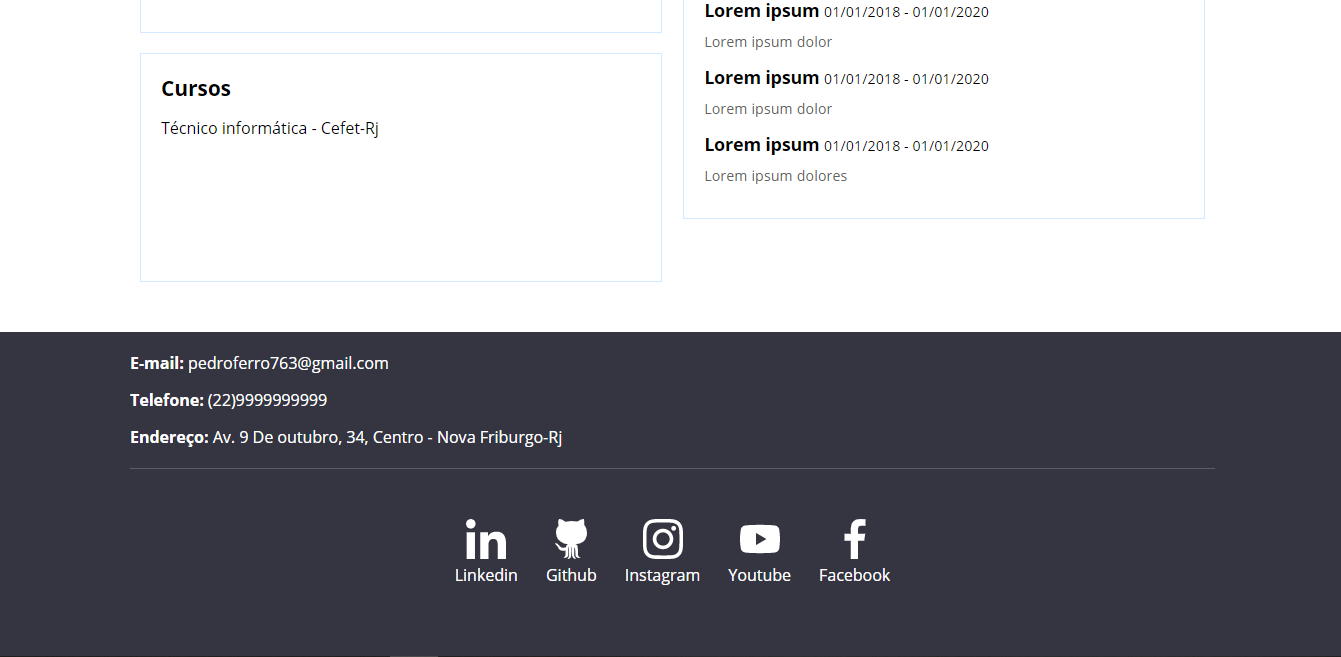 Lorem ipsum 01/01/2018 - 01/01/2020
Lorem ipsum dolor
Lorem ipsum 01/01/2018 - 01/01/2020
Lorem ipsum dolor
Lorem ipsum 01/01/2018 - 01/01/2020
Lorem ipsum dolores
Cursos
Técnico informática - Cefet-Rj
E-mail: pedroferro763@gmail.com
Telefone: (22)9999999999
Endereço: Av. 9 De outubro, 34, Centro - Nova Friburgo-Rj
Linkedin Github Instagram Youtube Facebook